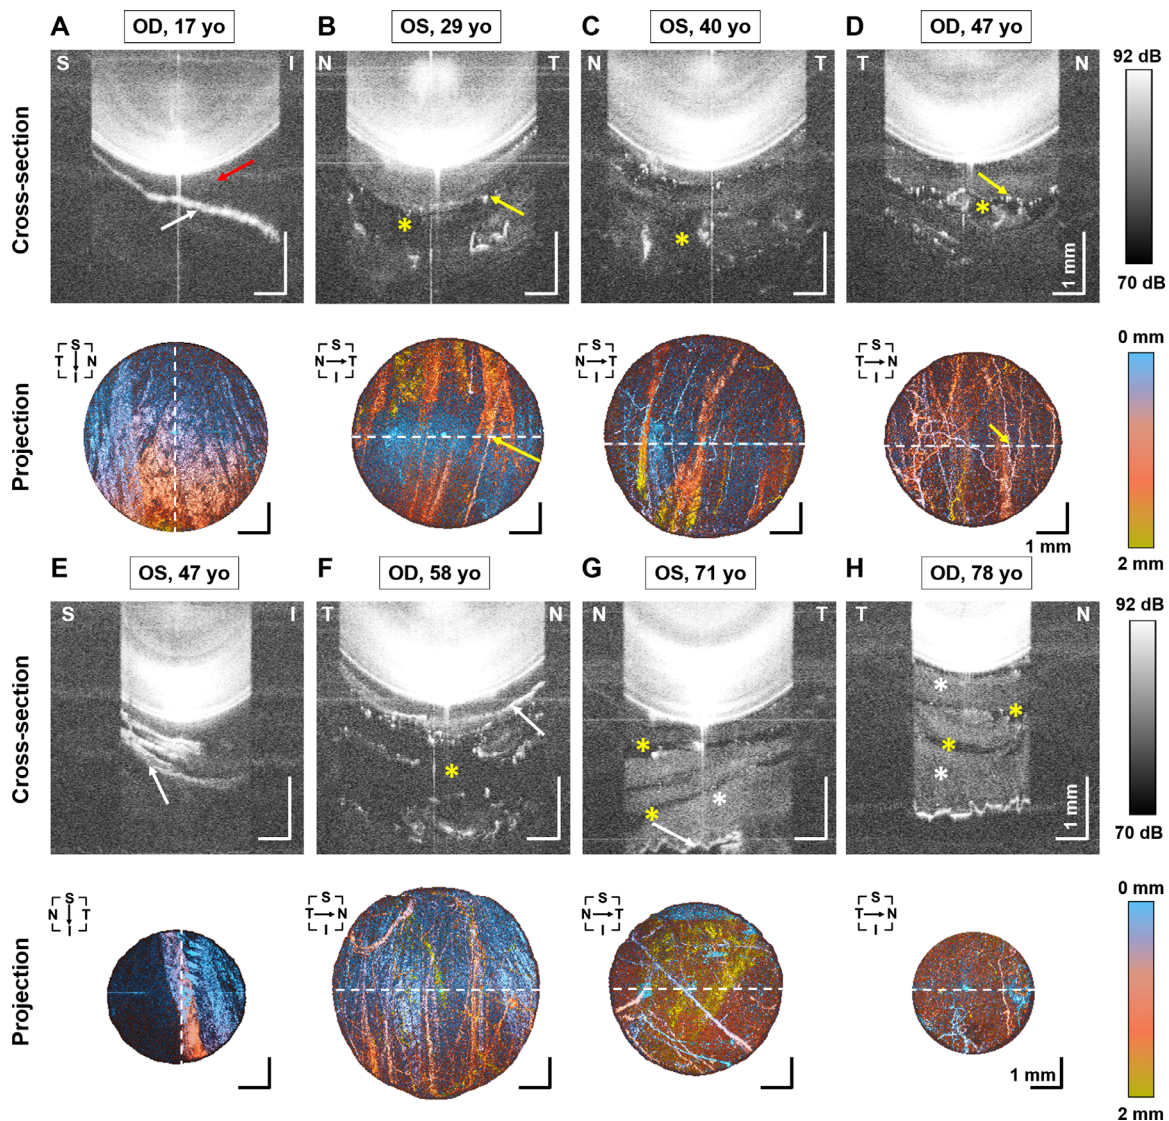 A OD, 17 yo B OS, 29 yo C OS, 40 yo D OD, 47 yo
Cross-section
S I
N T
N T
T N
1 mm
92 dB
70 dB
Projection
S T N I
S N T I
S N T I
S T N I
1 mm
0 mm
2 mm
E OS, 47 yo F OD, 58 yo G OS, 71 yo H OD, 78 yo
Cross-section
S I
T N
N T
T N
1 mm
92 dB
70 dB
Projection
S N T I
S T N I
S N T I
S T N I
1 mm
0 mm
2 mm